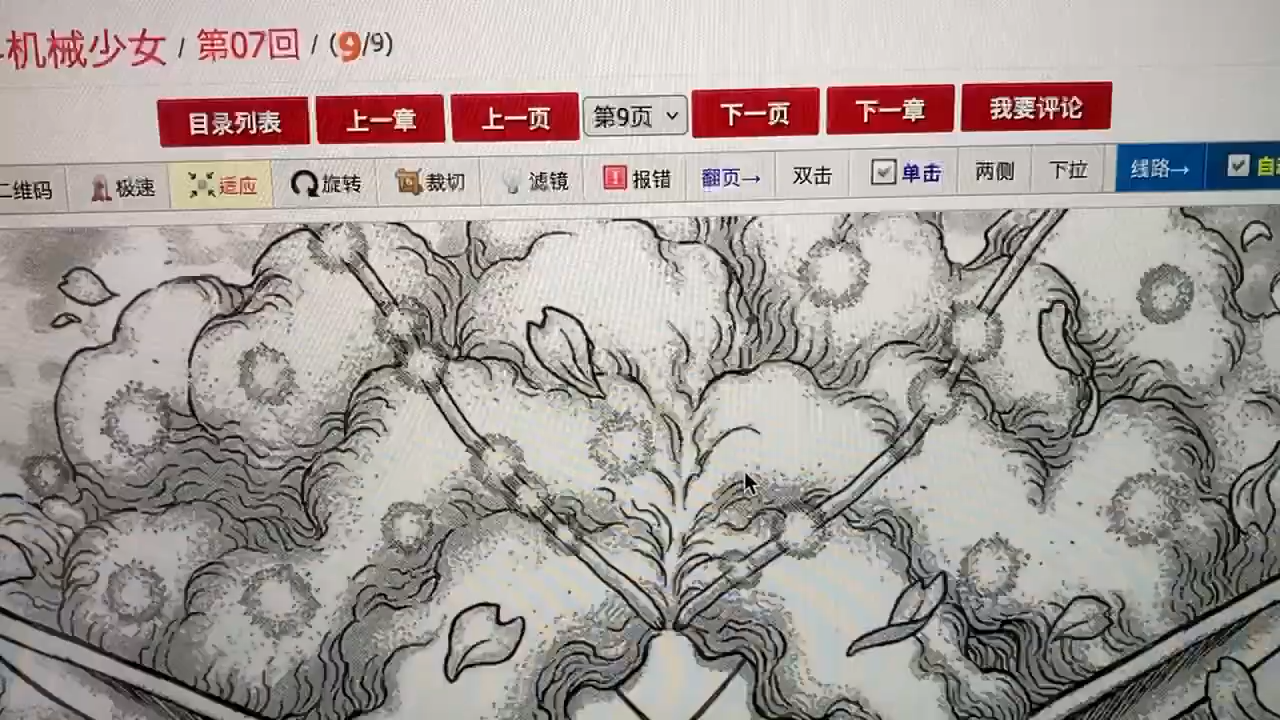 机械少女 / 第07回 / (9/9)
目录列表 上一章 上一页 第9页 下一页 下一章 我要评论
二维码 极速 适应 旋转 裁切 滤镜 报错 翻页→ 双击 单击 两侧 下拉 线路→ 自